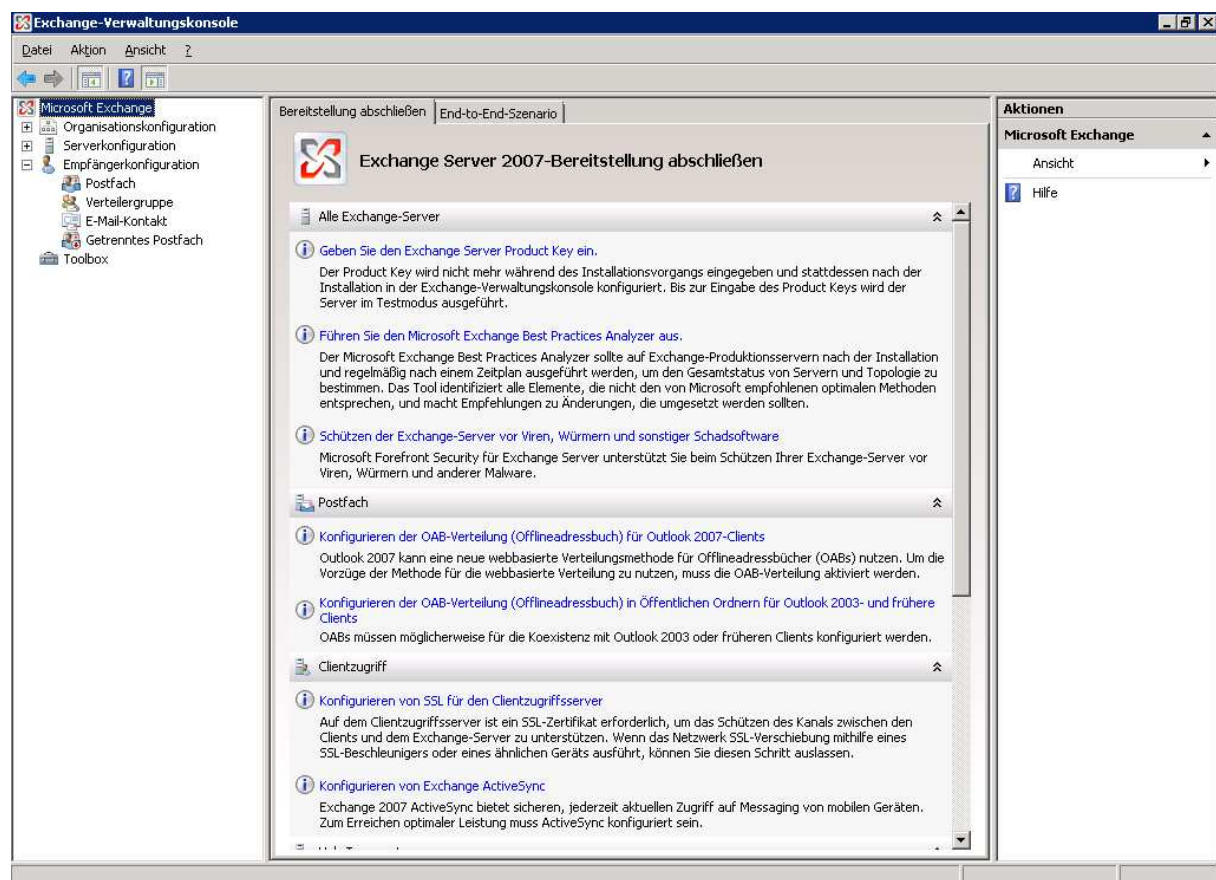 Exchange-Verwaltungskonsole
Datei Aktion Ansicht ?
Microsoft Exchange
Organisationskonfiguration
Serverkonfiguration
Empfängerkonfiguration
Postfach
Verteilergruppe
E-Mail-Kontakt
Getrenntes Postfach
Toolbox
Bereitstellung abschließen
End-to-End-Szenario
Exchange Server 2007-Bereitstellung abschließen
Alle Exchange-Server
Geben Sie den Exchange Server Product Key ein.
Der Product Key wird nicht mehr während des Installationsvorgangs eingegeben und stattdessen nach der
Installation in der Exchange-Verwaltungskonsole konfiguriert. Bis zur Eingabe des Product Keys wird der
Server im Testmodus ausgeführt.
Führen Sie den Microsoft Exchange Best Practices Analyzer aus.
Der Microsoft Exchange Best Practices Analyzer sollte auf Exchange-Produktionsservern nach der Installation
und regelmäßig nach einem Zeitplan ausgeführt werden, um den Gesamtstatus von Servern und Topologie zu
bestimmen. Das Tool identifiziert alle Elemente, die nicht den von Microsoft empfohlenen optimalen Methoden
entsprechen, und macht Empfehlungen zu Änderungen, die umgesetzt werden sollten.
Schützen der Exchange-Server vor Viren, Würmern und sonstiger Schadsoftware
Microsoft Forefront Security für Exchange Server unterstützt Sie beim Schützen Ihrer Exchange-Server vor
Viren, Würmern und anderer Malware.
Postfach
Konfigurieren der OAB-Verteilung (Offlineadressbuch) für Outlook 2007-Clients
Outlook 2007 kann eine neue webbasierte Verteilungsmethode für Offlineadressbücher (OABs) nutzen. Um die
Vorzüge der Methode für die webbasierte Verteilung zu nutzen, muss die OAB-Verteilung aktiviert werden.
Konfigurieren der OAB-Verteilung (Offlineadressbuch) in Öffentlichen Ordnern für Outlook 2003- und frühere
Clients
OABs müssen möglicherweise für die Koexistenz mit Outlook 2003 oder früheren Clients konfiguriert werden.
Clientzugriff
Konfigurieren von SSL für den Clientzugriffsserver
Auf dem Clientzugriffsserver ist ein SSL-Zertifikat erforderlich, um das Schützen des Kanals zwischen den
Clients und dem Exchange-Server zu unterstützen. Wenn das Netzwerk SSL-Verschiebung mithilfe eines
SSL-Beschleunigers oder eines ähnlichen Geräts ausführt, können Sie diesen Schritt auslassen.
Konfigurieren von Exchange ActiveSync
Exchange 2007 ActiveSync bietet sicheren, jederzeit aktuellen Zugriff auf Messaging von mobilen Geräten.
Zum Erreichen optimaler Leistung muss ActiveSync konfiguriert sein.
Aktionen
Microsoft Exchange
Ansicht
Hilfe